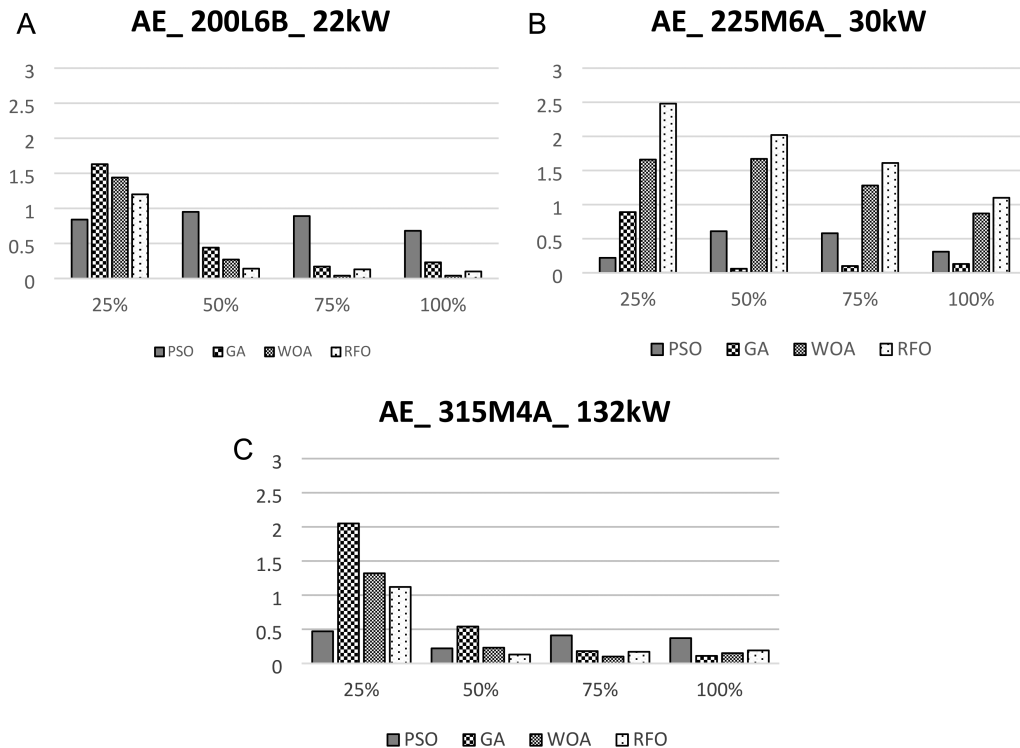 A
AE_ 200L6B_ 22kW
3
2.5
2
1.5
1
0.5
0
25% 50% 75% 100%
PSO GA WOA RFO
B
AE_ 225M6A_ 30kW
3
2.5
2
1.5
1
0.5
0
25% 50% 75% 100%
PSO GA WOA RFO
C
AE_ 315M4A_ 132kW
3
2.5
2
1.5
1
0.5
0
25% 50% 75% 100%
PSO GA WOA RFO